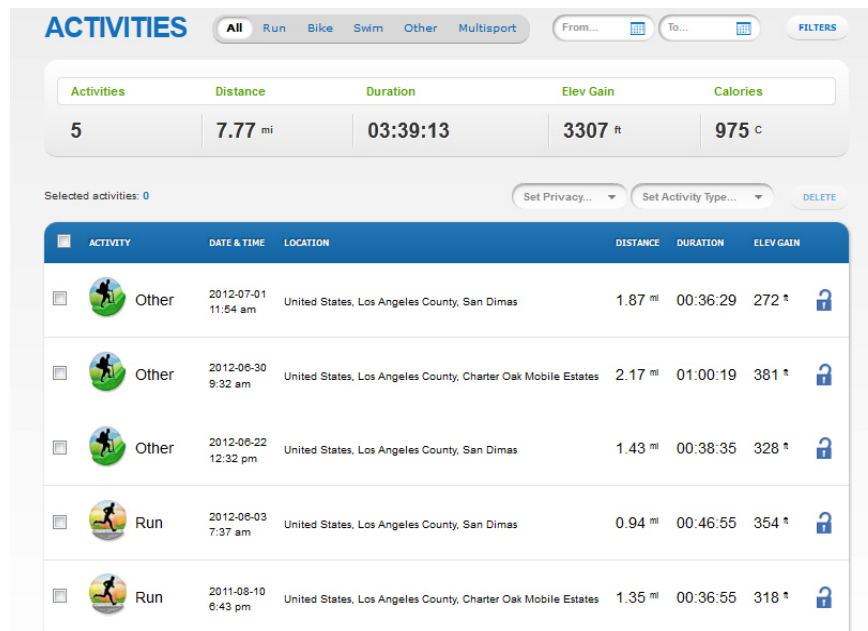 ACTIVITIES All Run Bike Swim Other Multisport From... To... FILTERS
Activities Distance Duration Elev Gain Calories
5 7.77 mi 03:39:13 3307 ft 975 C
Selected activities: 0 Set Privacy... Set Activity Type... DELETE
ACTIVITY DATE & TIME LOCATION DISTANCE DURATION ELEV GAIN
Other 2012-07-01 11:54 am United States, Los Angeles County, San Dimas 1.87 mi 00:36:29 272 ft
Other 2012-06-30 9:32 am United States, Los Angeles County, Charter Oak Mobile Estates 2.17 mi 01:00:19 381 ft
Other 2012-06-22 12:32 pm United States, Los Angeles County, San Dimas 1.43 mi 00:38:35 328 ft
Run 2012-06-03 7:37 am United States, Los Angeles County, San Dimas 0.94 mi 00:46:55 354 ft
Run 2011-08-10 6:43 pm United States, Los Angeles County, Charter Oak Mobile Estates 1.35 mi 00:36:55 318 ft